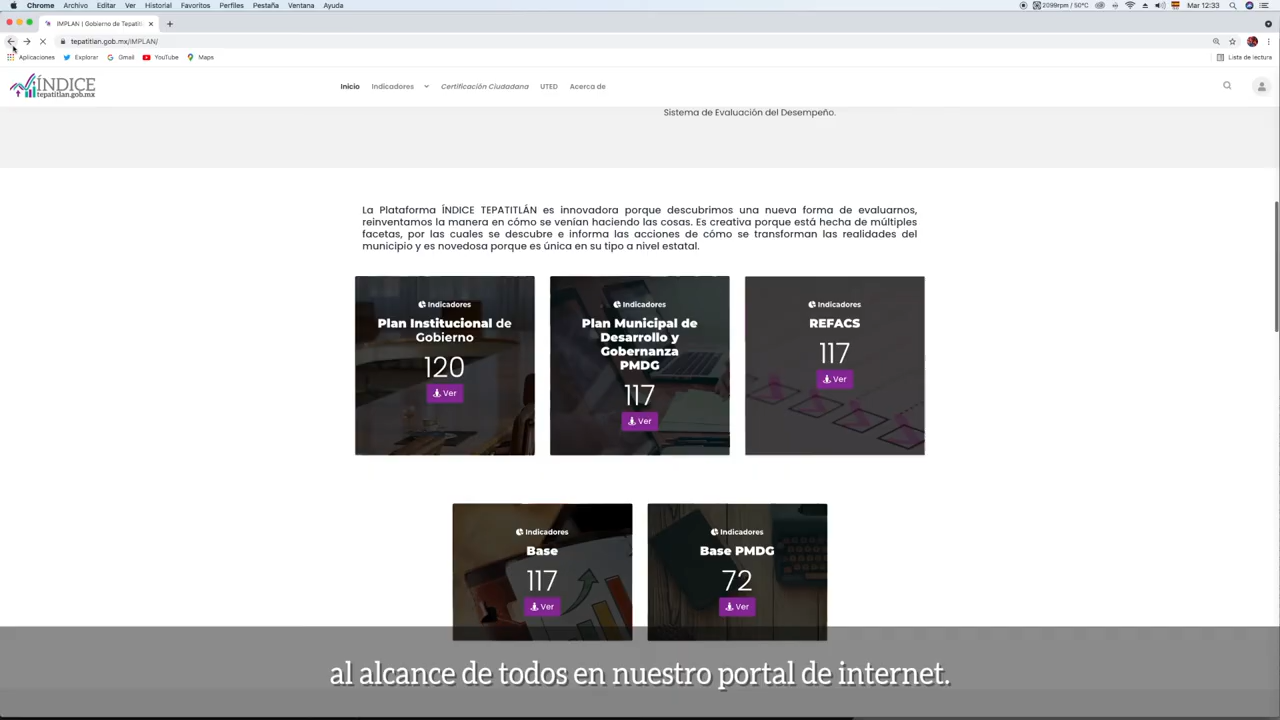 Chrome Archivo Editar Ver Historial Favoritos Perfiles Pestaña Ventana Ayuda 2099rpm / 50°C Mar 12:33
IMPLAN | Gobierno de Tepatitl
tepatitlan.gob.mx/IMPLAN/
Aplicaciones Explorar Gmail YouTube Maps Lista de lectura
ÍNDICE
tepatitlan.gob.mx
Inicio Indicadores Certificación Ciudadana UTED Acerca de
Sistema de Evaluación del Desempeño.
La Plataforma ÍNDICE TEPATITLÁN es innovadora porque descubrimos una nueva forma de evaluarnos,
reinventamos la manera en cómo se venían haciendo las cosas. Es creativa porque está hecha de múltiples
facetas, por las cuales se descubre e informa las acciones de cómo se transforman las realidades del
municipio y es novedosa porque es única en su tipo a nivel estatal.
Indicadores
Plan Institucional de
Gobierno
120
Ver
Indicadores
Plan Municipal de
Desarrollo y
Gobernanza
PMDG
117
Ver
Indicadores
REFACS
117
Ver
Indicadores
Base
117
Ver
Indicadores
Base PMDG
72
Ver
al alcance de todos en nuestro portal de internet.